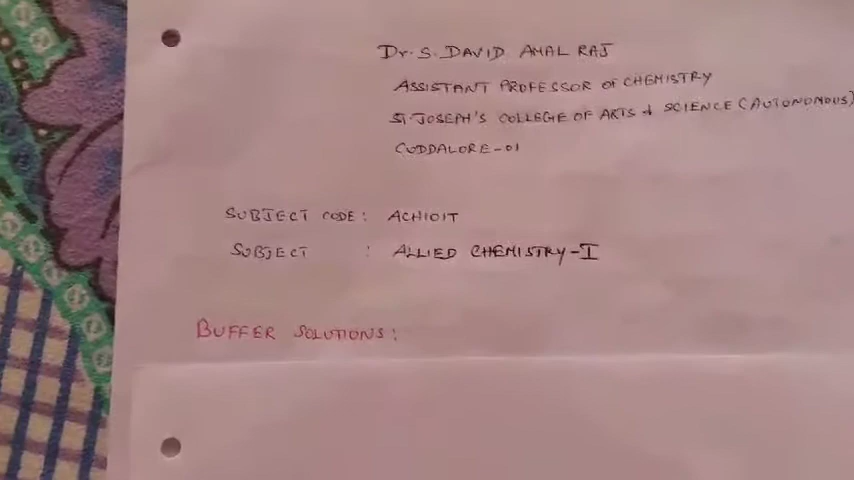 Dr. S. DAVID AMAL RAJ
ASSISTANT PROFESSOR OF CHEMISTRY
ST. JOSEPH'S COLLEGE OF ARTS & SCIENCE (AUTONOMOUS)
CUDDALORE-01
SUBJECT CODE: ACH101T
SUBJECT : ALLIED CHEMISTRY-I
BUFFER SOLUTIONS: